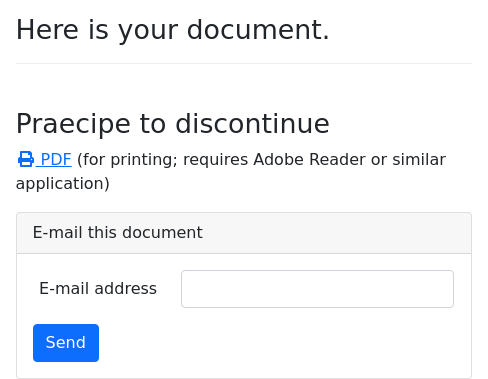 Here is your document.
Praecipe to discontinue
PDF (for printing; requires Adobe Reader or similar
application)
E-mail this document
E-mail address
Send